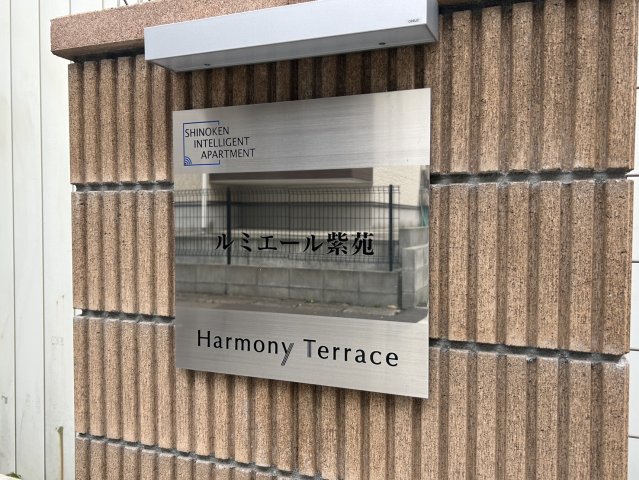 SHINOKEN
INTELLIGENT
APARTMENT
ルミエール紫苑
Harmony Terrace